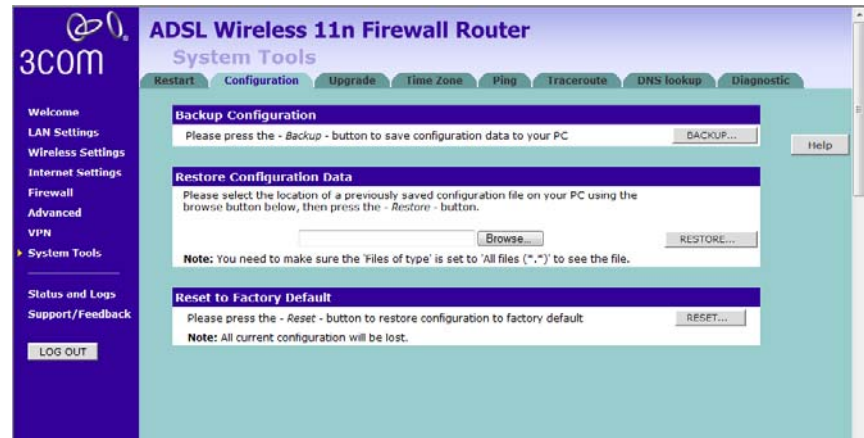 3COM
ADSL Wireless 11n Firewall Router
System Tools
Restart Configuration Upgrade Time Zone Ping Traceroute DNS lookup Diagnostic
Welcome
LAN Settings
Wireless Settings
Internet Settings
Firewall
Advanced
VPN
System Tools
Status and Logs
Support/Feedback
LOG OUT
Backup Configuration
Please press the - Backup - button to save configuration data to your PC
BACKUP...
Help
Restore Configuration Data
Please select the location of a previously saved configuration file on your PC using the
browse button below, then press the - Restore - button.
Browse...
RESTORE...
Note: You need to make sure the 'Files of type' is set to 'All files (*.*)' to see the file.
Reset to Factory Default
Please press the - Reset - button to restore configuration to factory default
RESET...
Note: All current configuration will be lost.